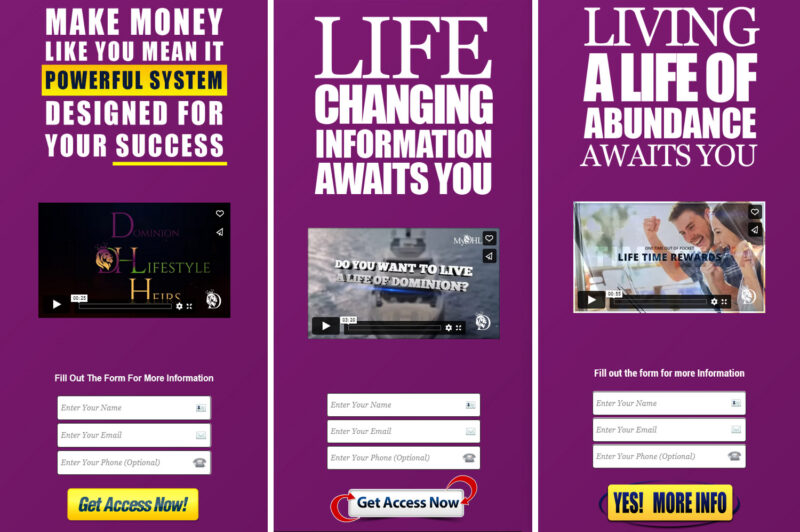 MAKE MONEY
LIKE YOU MEAN IT
POWERFUL SYSTEM
DESIGNED FOR
YOUR SUCCESS
DOMINION
DHLIFESTYLE
HEIRS
00:25
Fill Out The Form For More Information
Enter Your Name
Enter Your Email
Enter Your Phone (Optional)
Get Access Now!
LIFE
CHANGING
INFORMATION
AWAITS YOU
MyDHL
DO YOU WANT TO LIVE
A LIFE OF DOMINION?
03:20
Enter Your Name
Enter Your Email
Enter Your Phone (Optional)
Get Access Now
LIVING
A LIFE OF
ABUNDANCE
AWAITS YOU
ONE TIME OUT OF POCKET
LIFE TIME REWARDS
00:55
Fill out the form for more Information
Enter Your Name
Enter Your Email
Enter Your Phone (Optional)
YES! MORE INFO